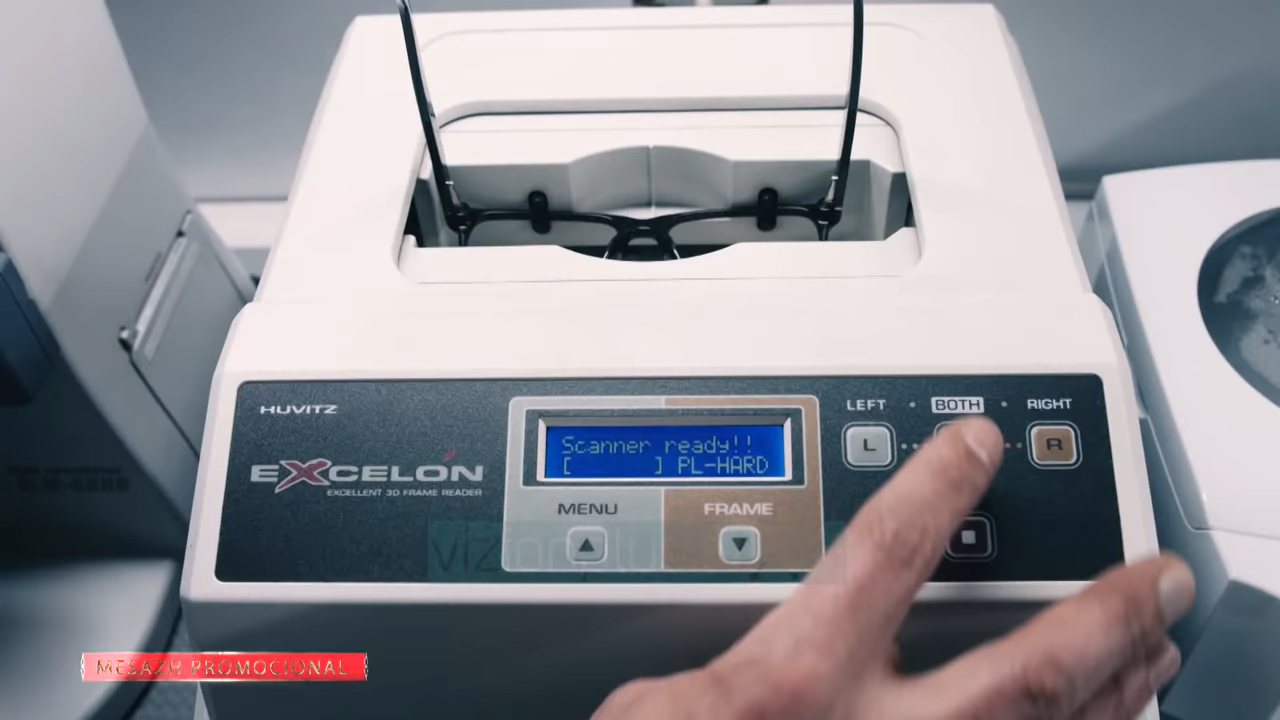 HUVITZ
EXCELON
EXCELLENT 3D FRAME READER
Scanner ready!!
[ ] PL-HARD
MENU
FRAME
LEFT • BOTH • RIGHT
L
R
MESAZH PROMOCIONAL